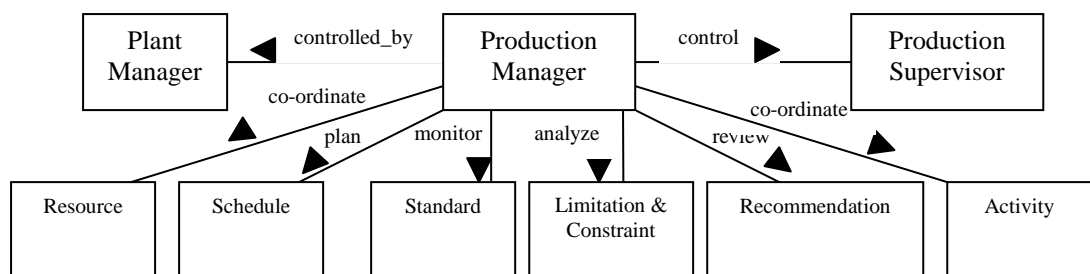 Plant
Manager
controlled_by
Production
Manager
control
Production
Supervisor
co-ordinate
plan
monitor
analyze
review
co-ordinate
Resource
Schedule
Standard
Limitation &
Constraint
Recommendation
Activity